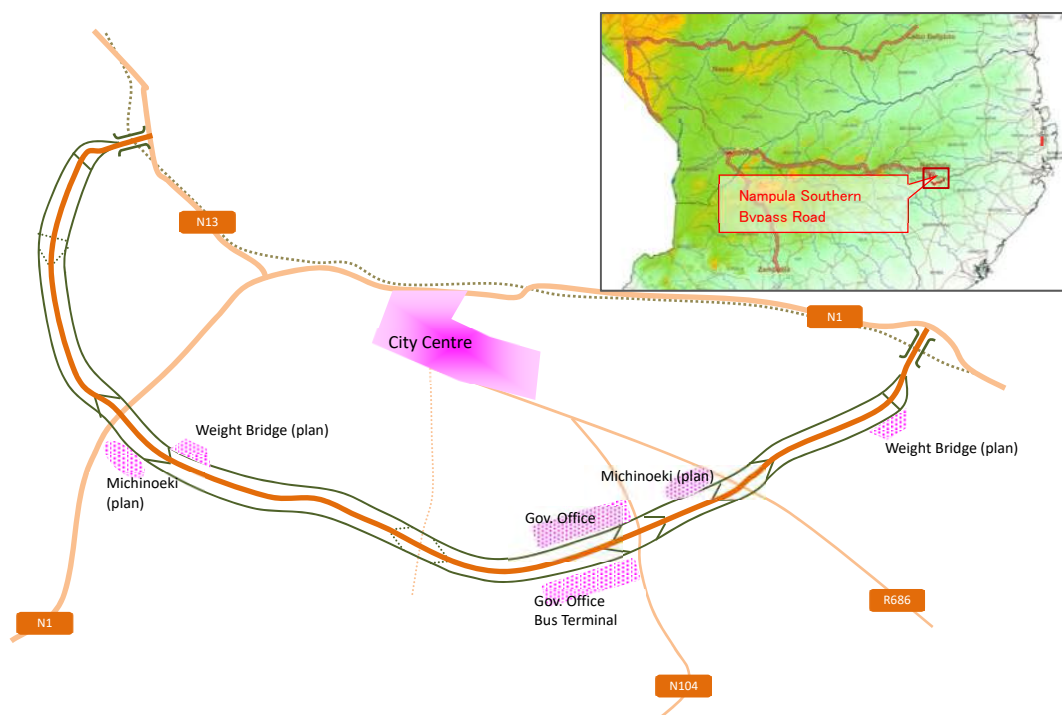 Nampula Southern
Bypass Road
Zambezia
N13
N1
City Centre
Weight Bridge (plan)
Weight Bridge (plan)
Michinoeki
(plan)
Michinoeki (plan)
Gov. Office
Gov. Office
Bus Terminal
R686
N1
N104